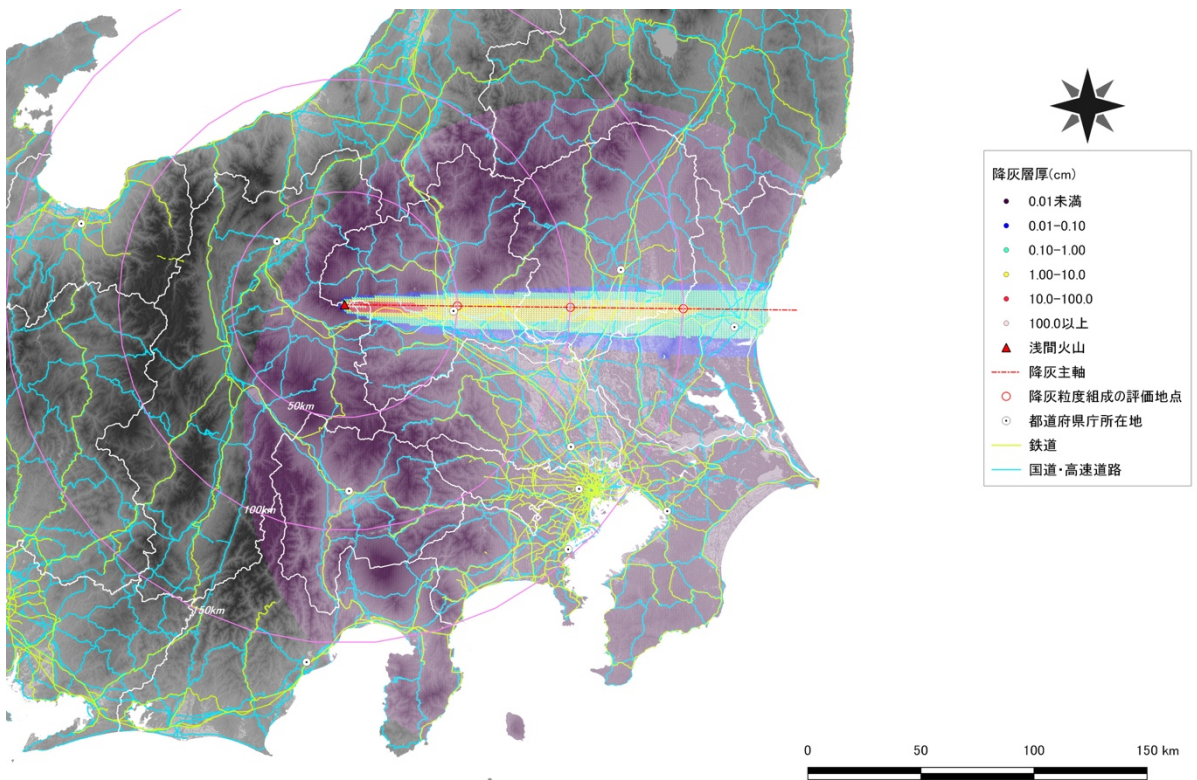 降灰層厚(cm)
0.01未満
0.01-0.10
0.10-1.00
1.00-10.0
10.0-100.0
100.0以上
浅間火山
降灰主軸
降灰粒度組成の評価地点
都道府県庁所在地
鉄道
国道・高速道路
50km
100km
150km
0 50 100 150 km